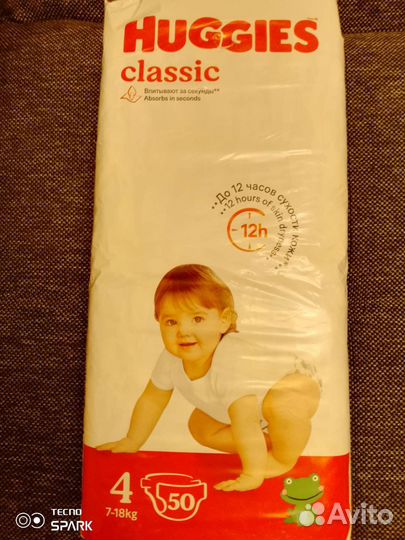 HUGGIES
classic
Впитывают за секунды**
Absorbs in seconds
**До 12 часов сухости кожи**
**12 hours of skin dryness**
12h
4
50
7-18kg
TECNO
SPARK
Avito